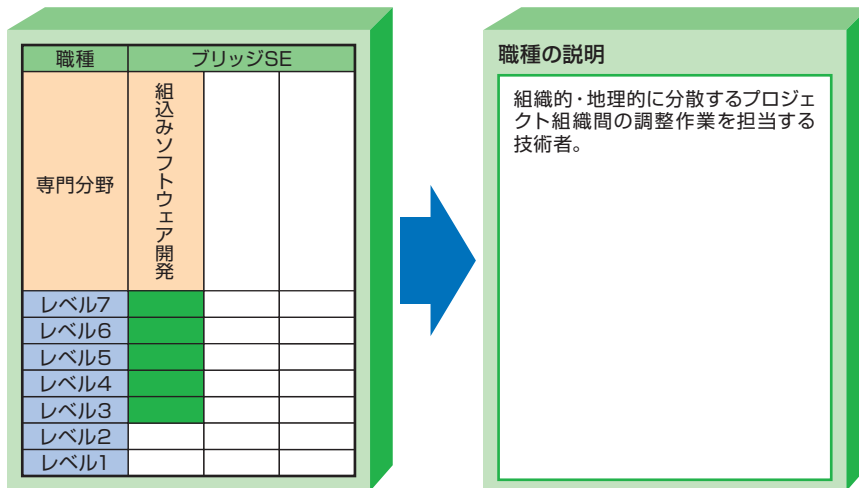 職種 ブリッジSE
専門分野 組込みソフトウェア開発
レベル7
レベル6
レベル5
レベル4
レベル3
レベル2
レベル1
職種の説明
組織的・地理的に分散するプロジェ
クト組織間の調整作業を担当する
技術者。